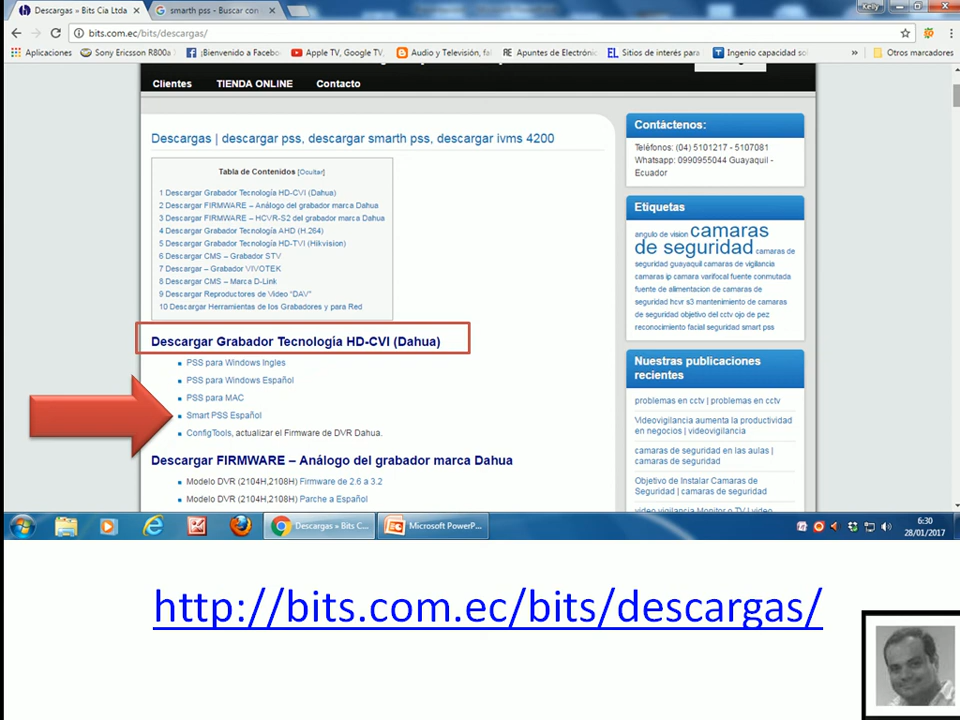 Descargas » Bits Cia Ltda
smarth pss - Buscar con
Kelly
bits.com.ec/bits/descargas/
Aplicaciones
Sony Ericsson R800a
¡Bienvenido a Facebo
Apple TV, Google TV,
Audio y Televisión, fa
RE Apuntes de Electrónic
EL Sitios de interés para
Ingenio capacidad so
»
Otros marcadores
Clientes
TIENDA ONLINE
Contacto
Descargas | descargar pss, descargar smarth pss, descargar ivms 4200
Tabla de Contenidos [Ocultar]
1 Descargar Grabador Tecnología HD-CVI (Dahua)
2 Descargar FIRMWARE – Análogo del grabador marca Dahua
3 Descargar FIRMWARE – HCVR-S2 del grabador marca Dahua
4 Descargar Grabador Tecnología AHD (H.264)
5 Descargar Grabador Tecnología HD-TVI (Hikvision)
6 Descargar CMS – Grabador STV
7 Descargar – Grabador VIVOTEK
8 Descargar CMS – Marca D-Link
9 Descargar Reproductores de Video "DAV"
10 Descargar Herramientas de los Grabadores y para Red
Descargar Grabador Tecnología HD-CVI (Dahua)
PSS para Windows Ingles
PSS para Windows Español
PSS para MAC
Smart PSS Español
ConfigTools, actualizar el Firmware de DVR Dahua.
Descargar FIRMWARE – Análogo del grabador marca Dahua
Modelo DVR (2104H,2108H) Firmware de 2.6 a 3.2
Modelo DVR (2104H,2108H) Parche a Español
Contáctenos:
Teléfonos: (04) 5101217 - 5107081
Whatsapp: 0990955044 Guayaquil -
Ecuador
Etiquetas
angulo de vision camaras
de seguridad camaras de
seguridad guayaquil camaras de vigilancia
camaras ip camara varifocal fuente conmutada
fuente de alimentacion de camaras de
seguridad hcvr s3 mantenimiento de camaras
de seguridad objetivo del cctv ojo de pez
reconocimiento facial seguridad smart pss
Nuestras publicaciones
recientes
problemas en cctv | problemas en cctv
Videovigilancia aumenta la productividad
en negocios | videovigilancia
camaras de seguridad en las aulas |
camaras de seguridad
Objetivo de Instalar Camaras de
Seguridad | camaras de seguridad
video vigilancia Monitor o TV | video
Descargas » Bits C...
Microsoft PowerP...
6:30
28/01/2017
http://bits.com.ec/bits/descargas/